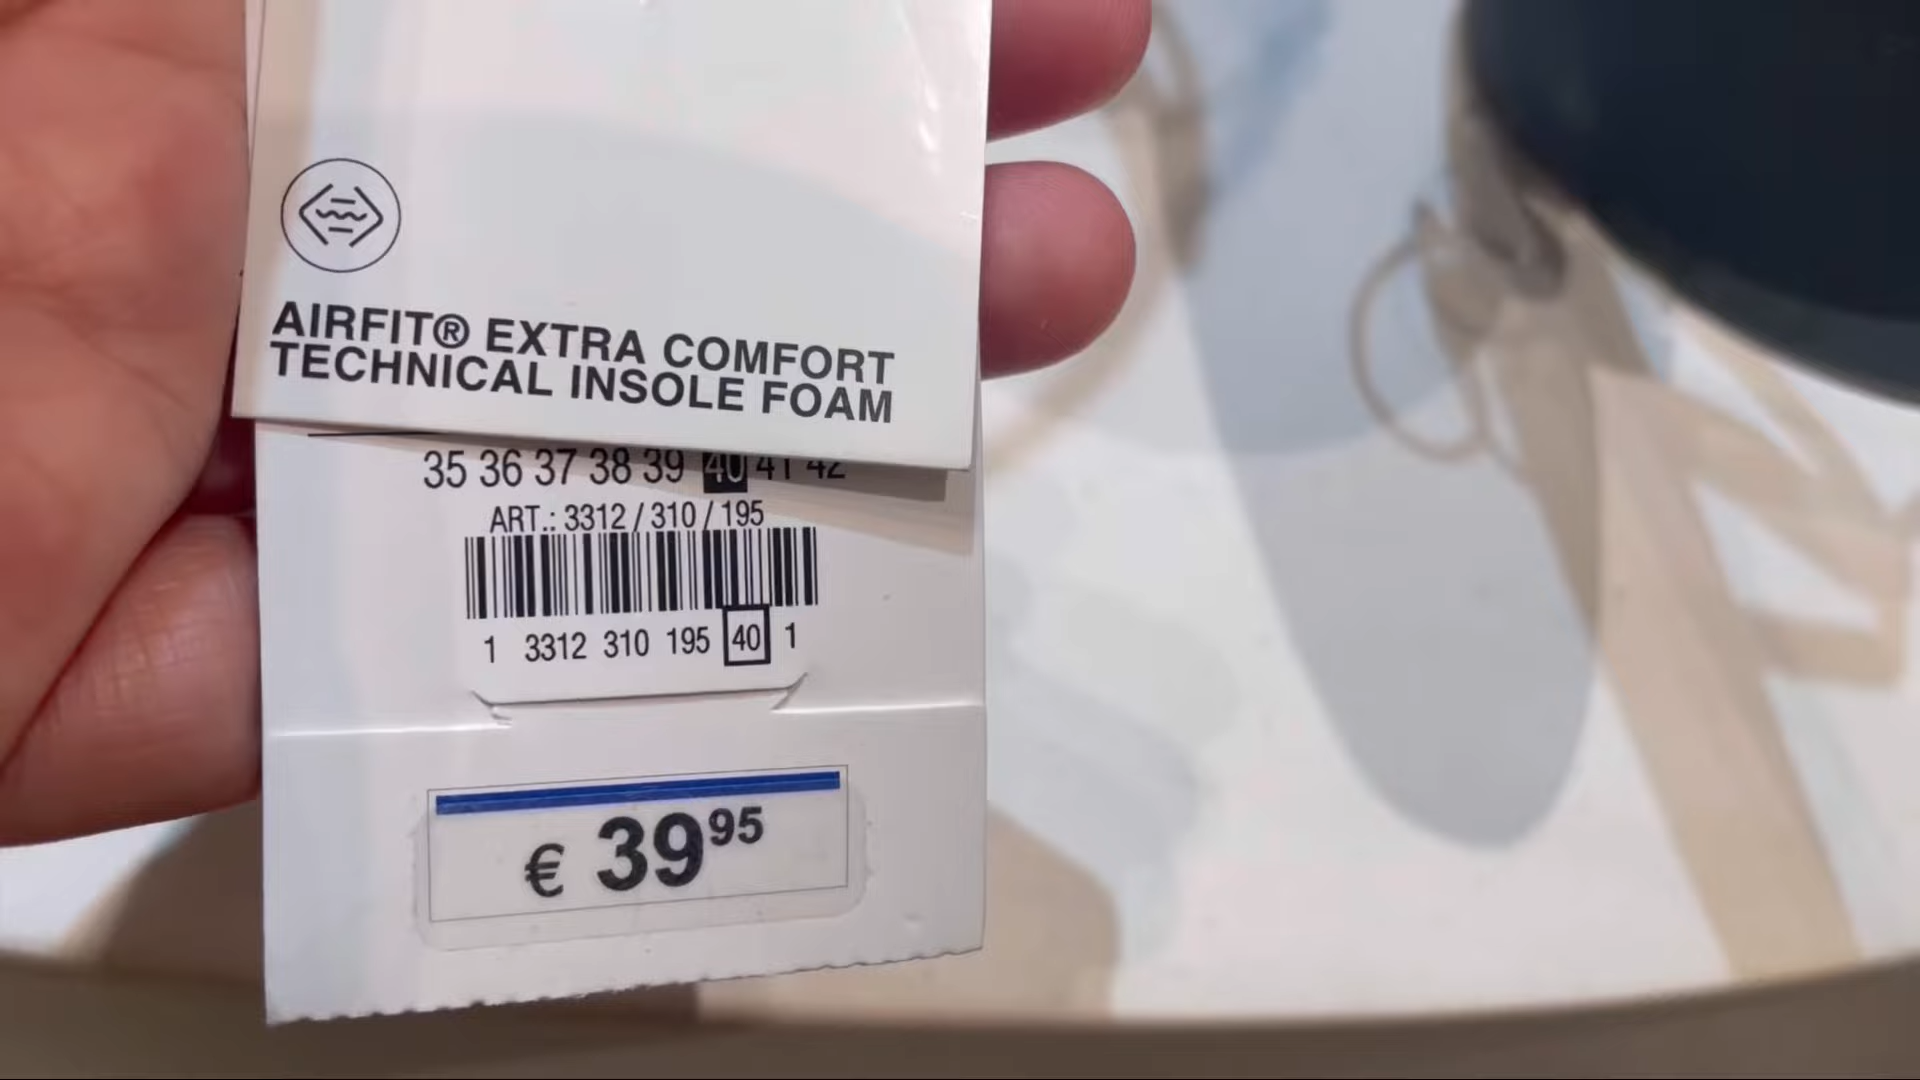 AIRFIT® EXTRA COMFORT
TECHNICAL INSOLE FOAM
35 36 37 38 39 40 41 42
ART.: 3312 / 310 / 195
1 3312 310 195 40 1
€ 39 95